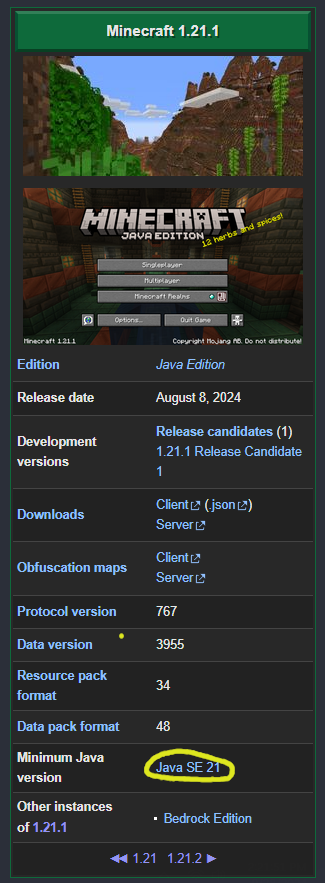 Minecraft 1.21.1
MINECRAFT
JAVA EDITION
12 herbs and spices!
Singleplayer
Multiplayer
Minecraft Realms
Options...
Quit Game
Minecraft 1.21.1
Copyright Mojang AB. Do not distribute!
Edition
Java Edition
Release date
August 8, 2024
Development
versions
Release candidates (1)
1.21.1 Release Candidate
1
Downloads
Client (.json)
Server
Obfuscation maps
Client
Server
Protocol version
767
Data version
3955
Resource pack
format
34
Data pack format
48
Minimum Java
version
Java SE 21
Other instances
of 1.21.1
• Bedrock Edition
◀◀ 1.21 1.21.2 ▶